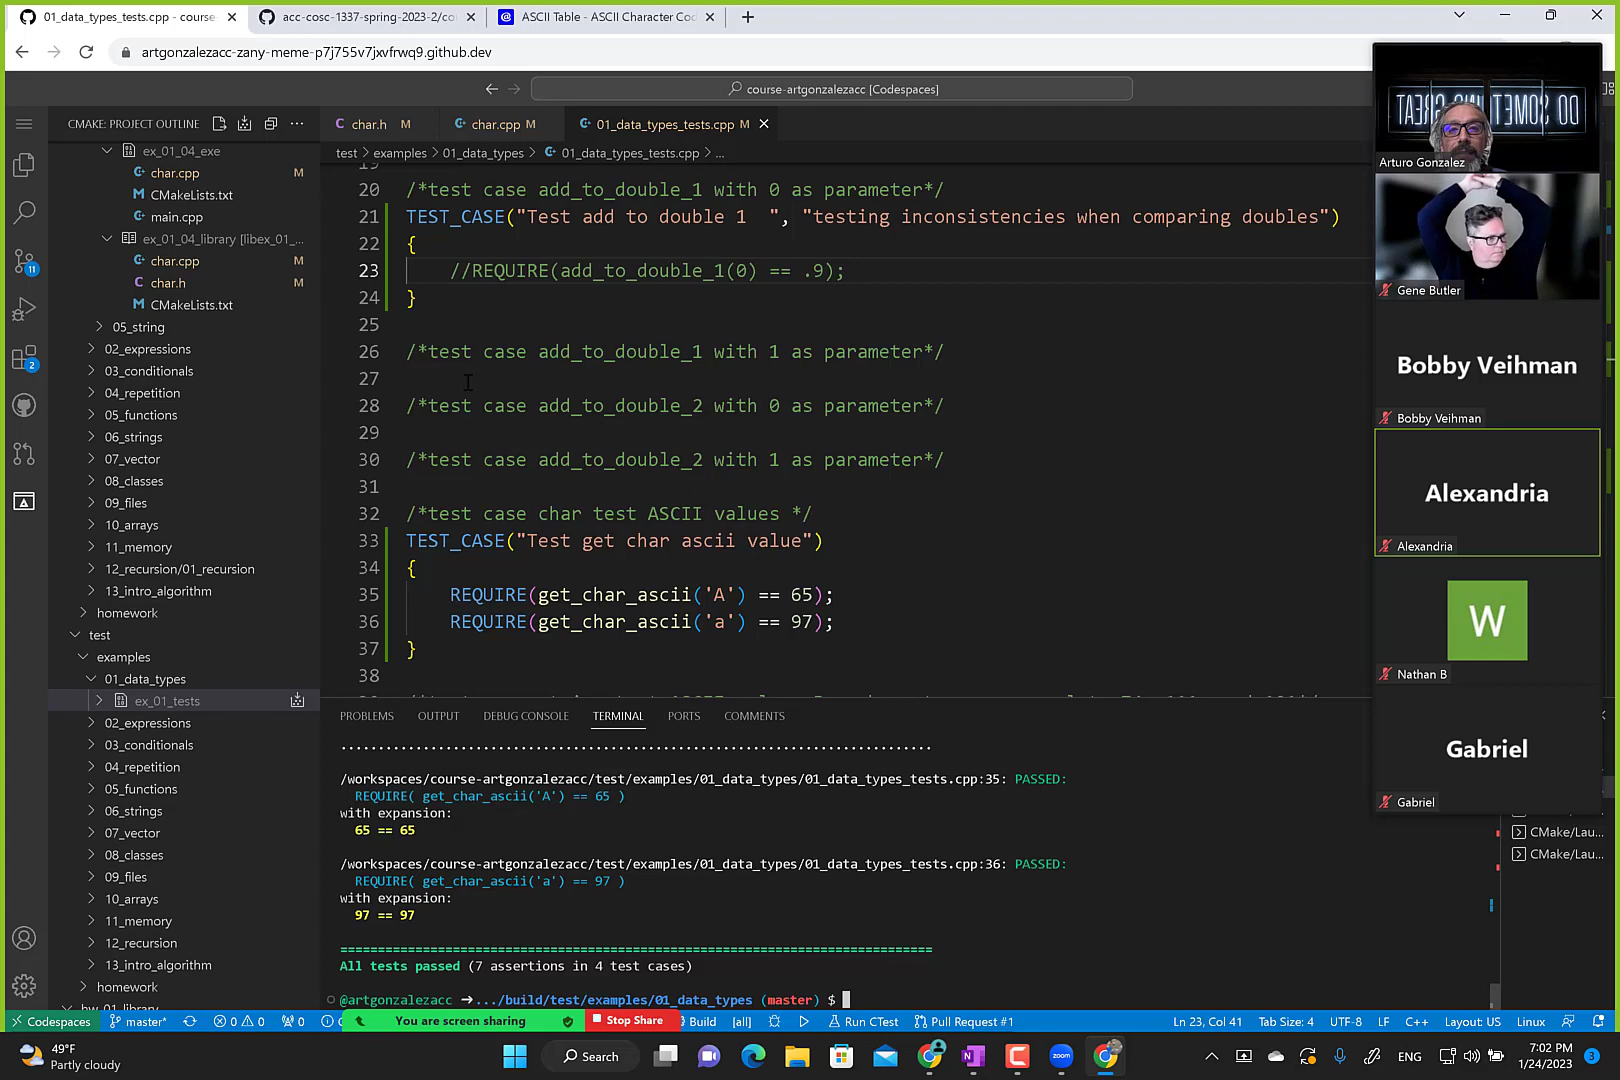 01_data_types_tests.cpp - course
acc-cosc-1337-spring-2023-2/co
ASCII Table - ASCII Character Co
artgonzalezacc-zany-meme-p7j755v7jxvfrwq9.github.dev
course-artgonzalezacc [Codespaces]
CMAKE: PROJECT OUTLINE
ex_01_04_exe
char.cpp M
CMakeLists.txt
main.cpp
ex_01_04_library [libex_01_...
char.cpp M
char.h M
CMakeLists.txt
05_string
02_expressions
03_conditionals
04_repetition
05_functions
06_strings
07_vector
08_classes
09_files
10_arrays
11_memory
12_recursion/01_recursion
13_intro_algorithm
homework
test
examples
01_data_types
ex_01_tests
02_expressions
03_conditionals
04_repetition
05_functions
06_strings
07_vector
08_classes
09_files
10_arrays
11_memory
12_recursion
13_intro_algorithm
homework
hw_01_library
11
2
char.h M
char.cpp M
01_data_types_tests.cpp M
test > examples > 01_data_types > 01_data_types_tests.cpp > ...
19
20 /*test case add_to_double_1 with 0 as parameter*/
21 TEST_CASE("Test add to double 1  ", "testing inconsistencies when comparing doubles")
22 {
23 //REQUIRE(add_to_double_1(0) == .9);
24 }
25
26 /*test case add_to_double_1 with 1 as parameter*/
27
28 /*test case add_to_double_2 with 0 as parameter*/
29
30 /*test case add_to_double_2 with 1 as parameter*/
31
32 /*test case char test ASCII values */
33 TEST_CASE("Test get char ascii value")
34 {
35 REQUIRE(get_char_ascii('A') == 65);
36 REQUIRE(get_char_ascii('a') == 97);
37 }
38
PROBLEMS OUTPUT DEBUG CONSOLE TERMINAL PORTS COMMENTS
...............................................................................
/workspaces/course-artgonzalezacc/test/examples/01_data_types/01_data_types_tests.cpp:35: PASSED:
REQUIRE( get_char_ascii('A') == 65 )
with expansion:
65 == 65
/workspaces/course-artgonzalezacc/test/examples/01_data_types/01_data_types_tests.cpp:36: PASSED:
REQUIRE( get_char_ascii('a') == 97 )
with expansion:
97 == 97
===============================================================================
All tests passed (7 assertions in 4 test cases)
@artgonzalezacc ➜.../build/test/examples/01_data_types (master) $
CMake/Lau...
CMake/Lau...
DO SOMETHING GREAT
Arturo Gonzalez
Gene Butler
Bobby Veihman
Bobby Veihman
Alexandria
Alexandria
W
Nathan B
Gabriel
Gabriel
Codespaces master* 0 0 0 You are screen sharing Stop Share Build [all] Run CTest Pull Request #1 Ln 23, Col 41 Tab Size: 4 UTF-8 LF C++ Layout: US Linux
49°F
Partly cloudy
Search
zoom
ENG
7:02 PM
1/24/2023
3